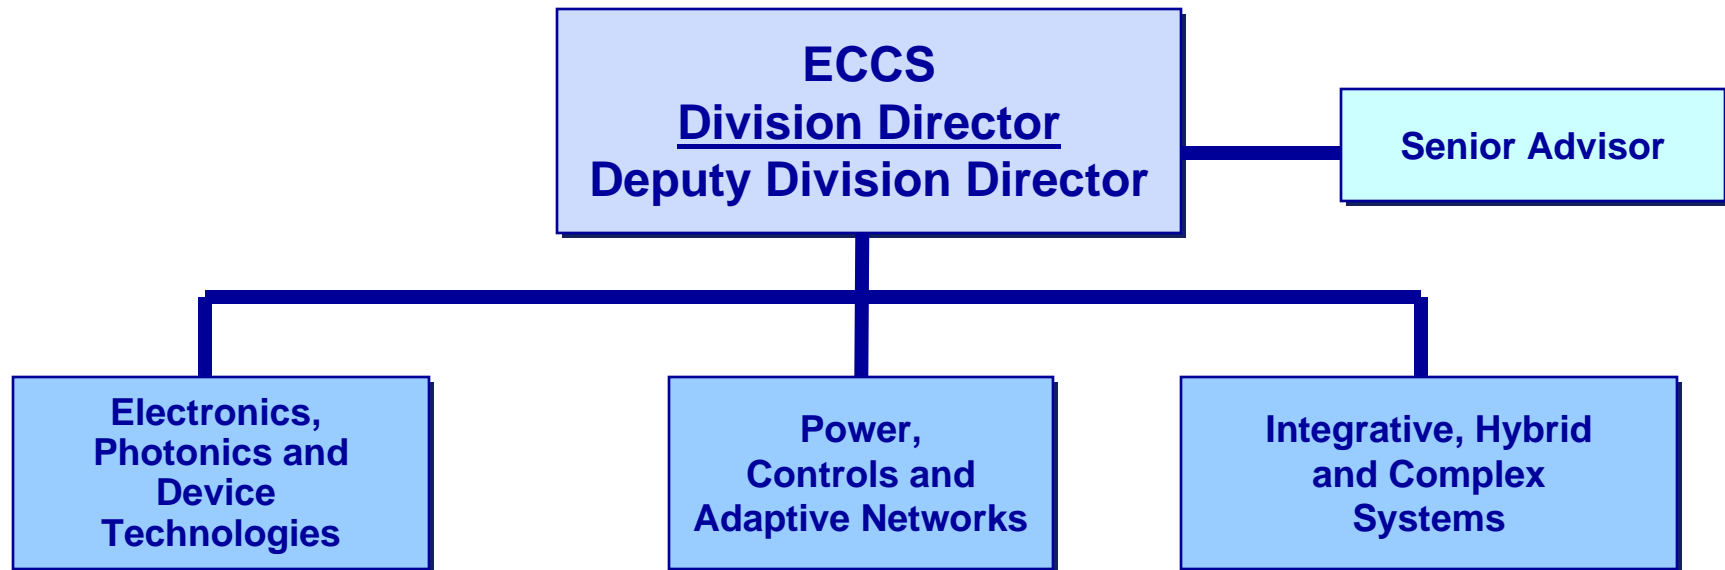 ECCS
Division Director
Deputy Division Director
Senior Advisor
Electronics,
Photonics and
Device
Technologies
Power,
Controls and
Adaptive Networks
Integrative, Hybrid
and Complex
Systems